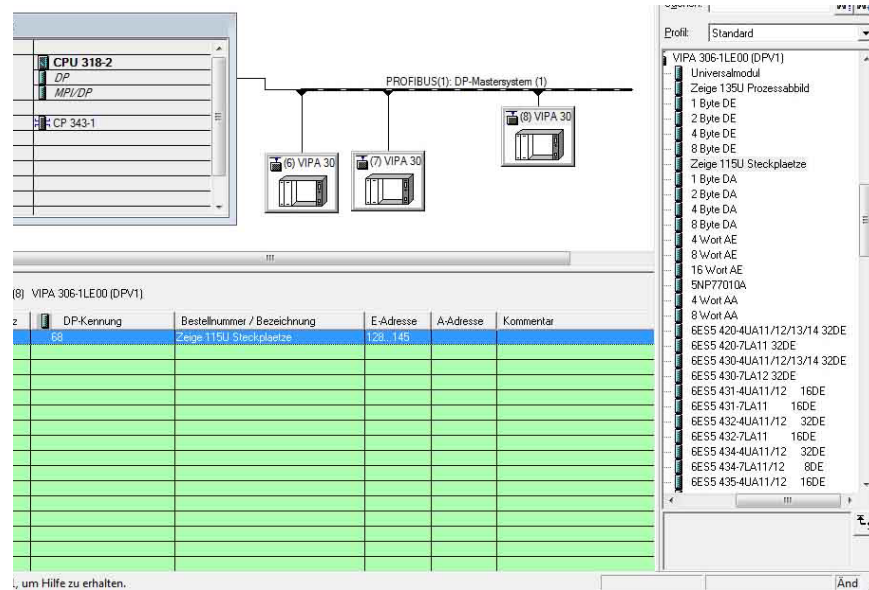 CPU 318-2
DP
MPI/DP
CP 343-1
PROFIBUS(1): DP-Mastersystem (1)
(6) VIPA 30
(7) VIPA 30
(8) VIPA 30
(8) VIPA 306-1LE00 (DPV1)
z DP-Kennung Bestellnummer / Bezeichnung E-Adresse A-Adresse Kommentar
68 Zeige 115U Steckplaetze 128...145
, um Hilfe zu erhalten.
Änd
Profil: Standard
VIPA 306-1LE00 (DPV1)
Universalmodul
Zeige 135U Prozessabbild
1 Byte DE
2 Byte DE
4 Byte DE
8 Byte DE
Zeige 115U Steckplaetze
1 Byte DA
2 Byte DA
4 Byte DA
8 Byte DA
4 Wort AE
8 Wort AE
16 Wort AE
5NP77010A
4 Wort AA
8 Wort AA
6ES5 420-4UA11/12/13/14 32DE
6ES5 420-7LA11 32DE
6ES5 430-4UA11/12/13/14 32DE
6ES5 430-7LA12 32DE
6ES5 431-4UA11/12 16DE
6ES5 431-7LA11 16DE
6ES5 432-4UA11/12 32DE
6ES5 432-7LA11 16DE
6ES5 434-4UA11/12 32DE
6ES5 434-7LA11/12 8DE
6ES5 435-4UA11/12 16DE